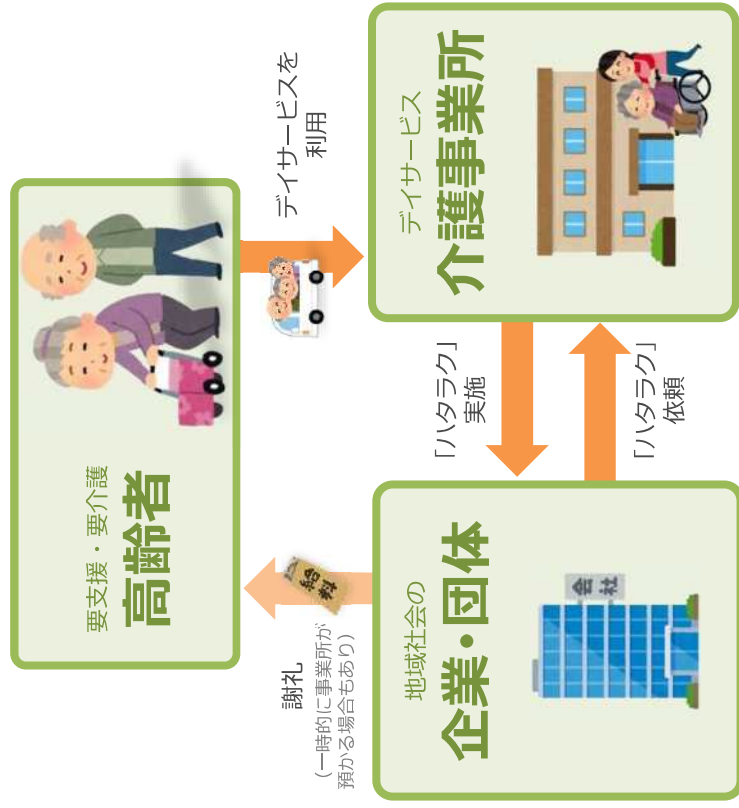 要支援・要介護
高齢者
デイサービスを
利用
デイサービス
介護事業所
「ハタラク」
実施
「ハタラク」
依頼
地域社会の
企業・団体
会社
謝礼
（一時的に事業所が
預かる場合もあり）
給料